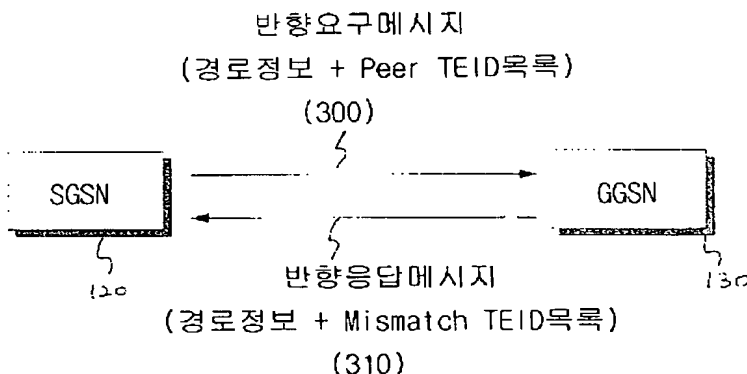 반향요구메시지
(경로정보 + Peer TEID목록)
(300)
SGSN
GGSN
120
130
반향응답메시지
(경로정보 + Mismatch TEID목록)
(310)